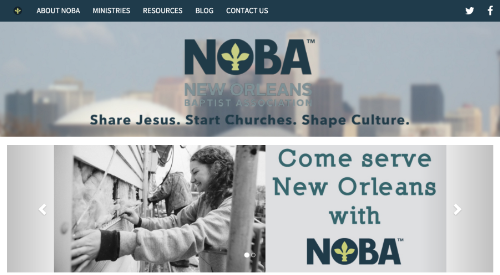 ABOUT NOBA MINISTRIES RESOURCES BLOG CONTACT US
NOBA™
NEW ORLEANS
BAPTIST ASSOCIATION
Share Jesus. Start Churches. Shape Culture.
Come serve
New Orleans
with
NOBA